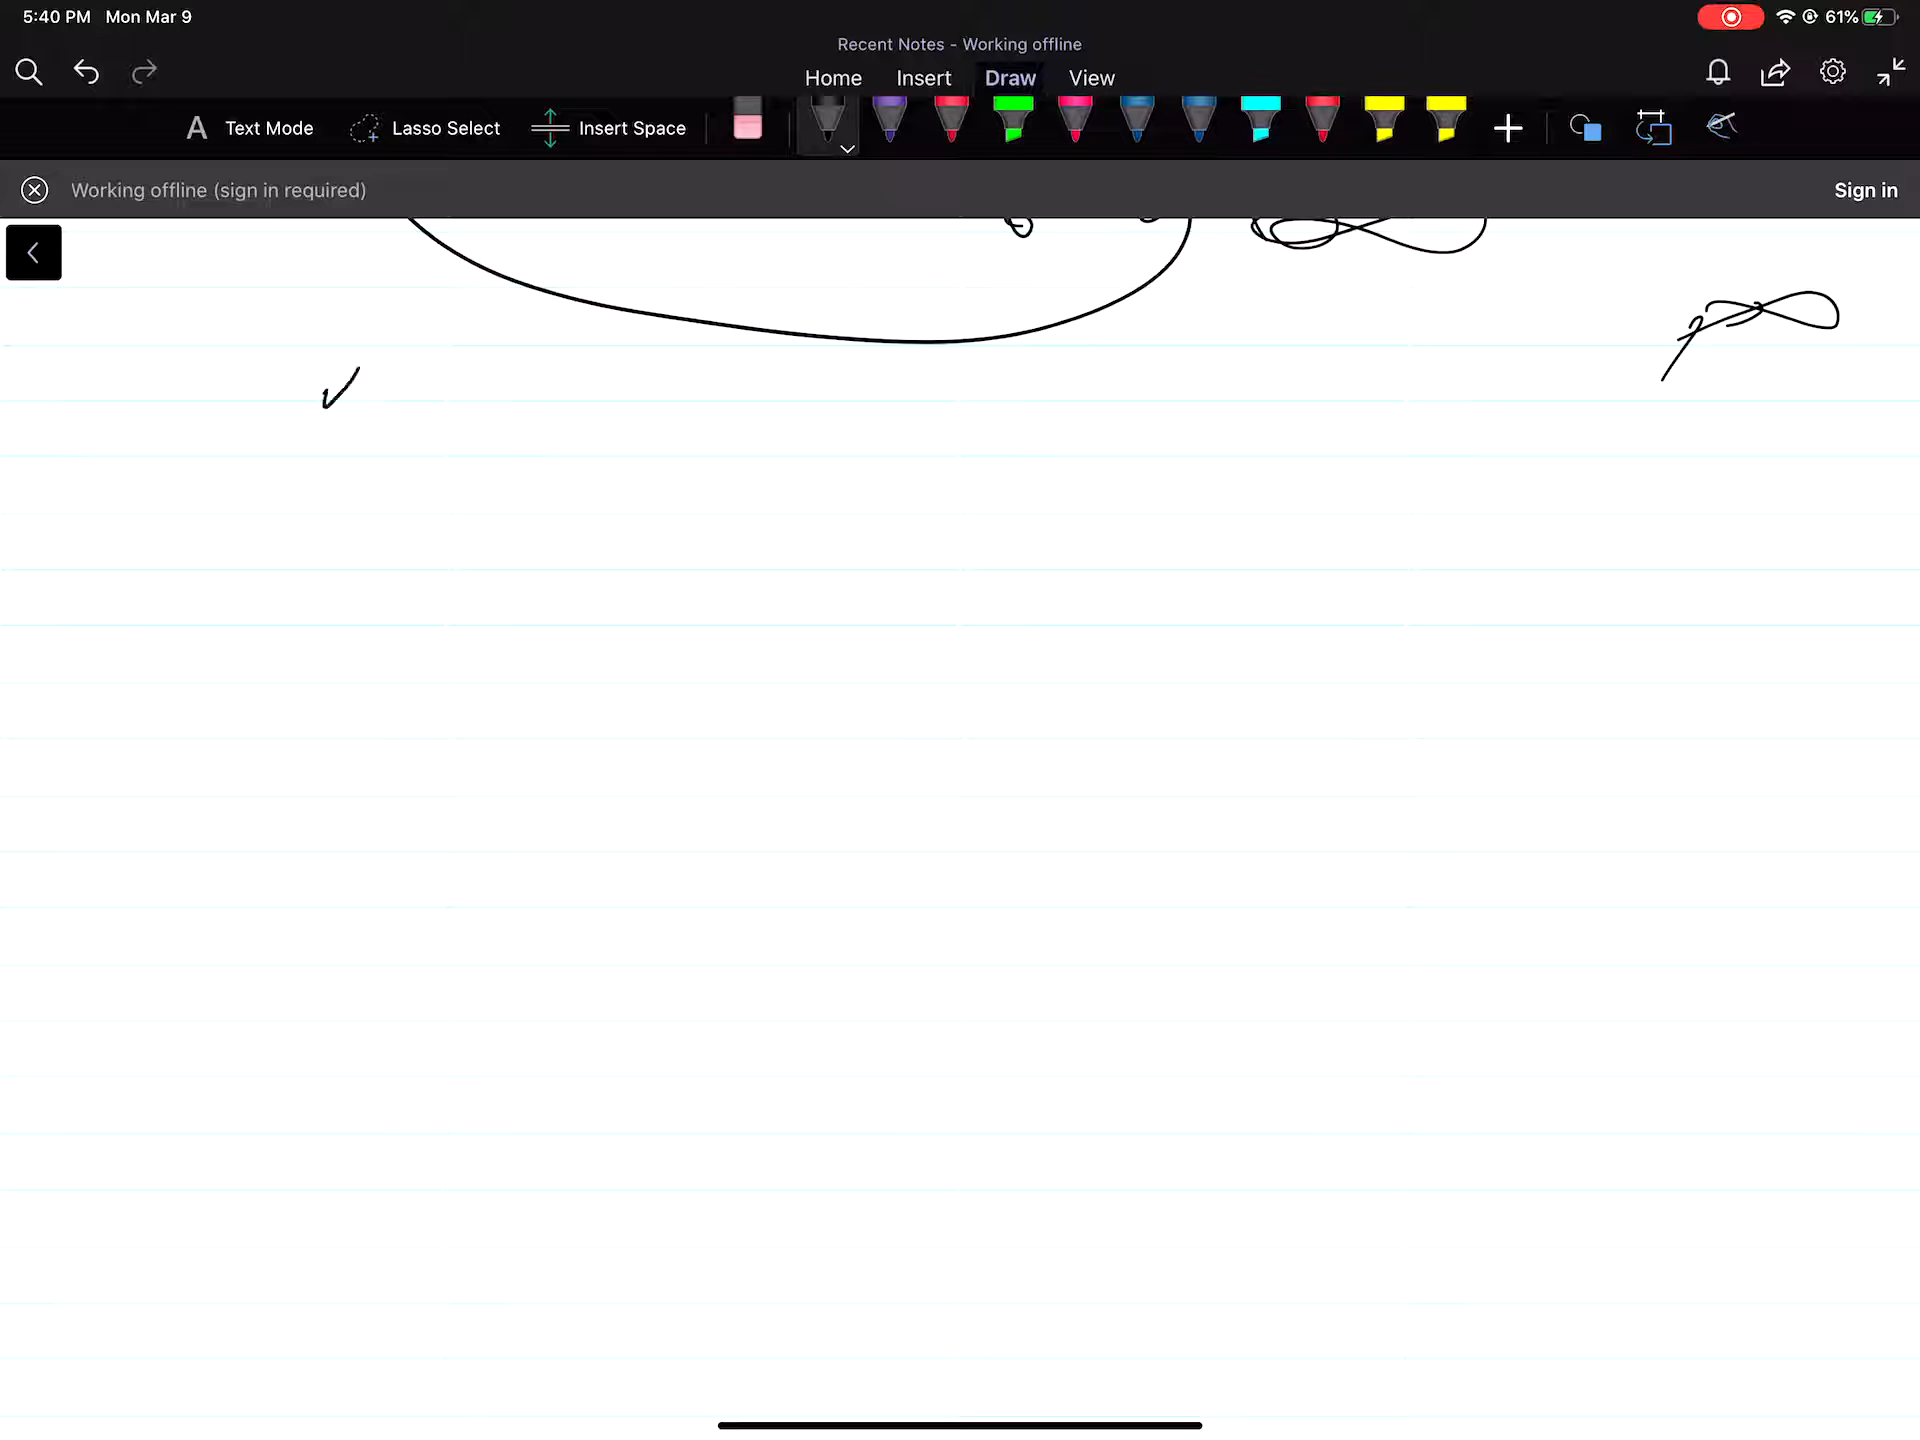 5:40 PM Mon Mar 9
61%
Recent Notes - Working offline
Home Insert Draw View
Text Mode Lasso Select Insert Space
Working offline (sign in required) Sign in